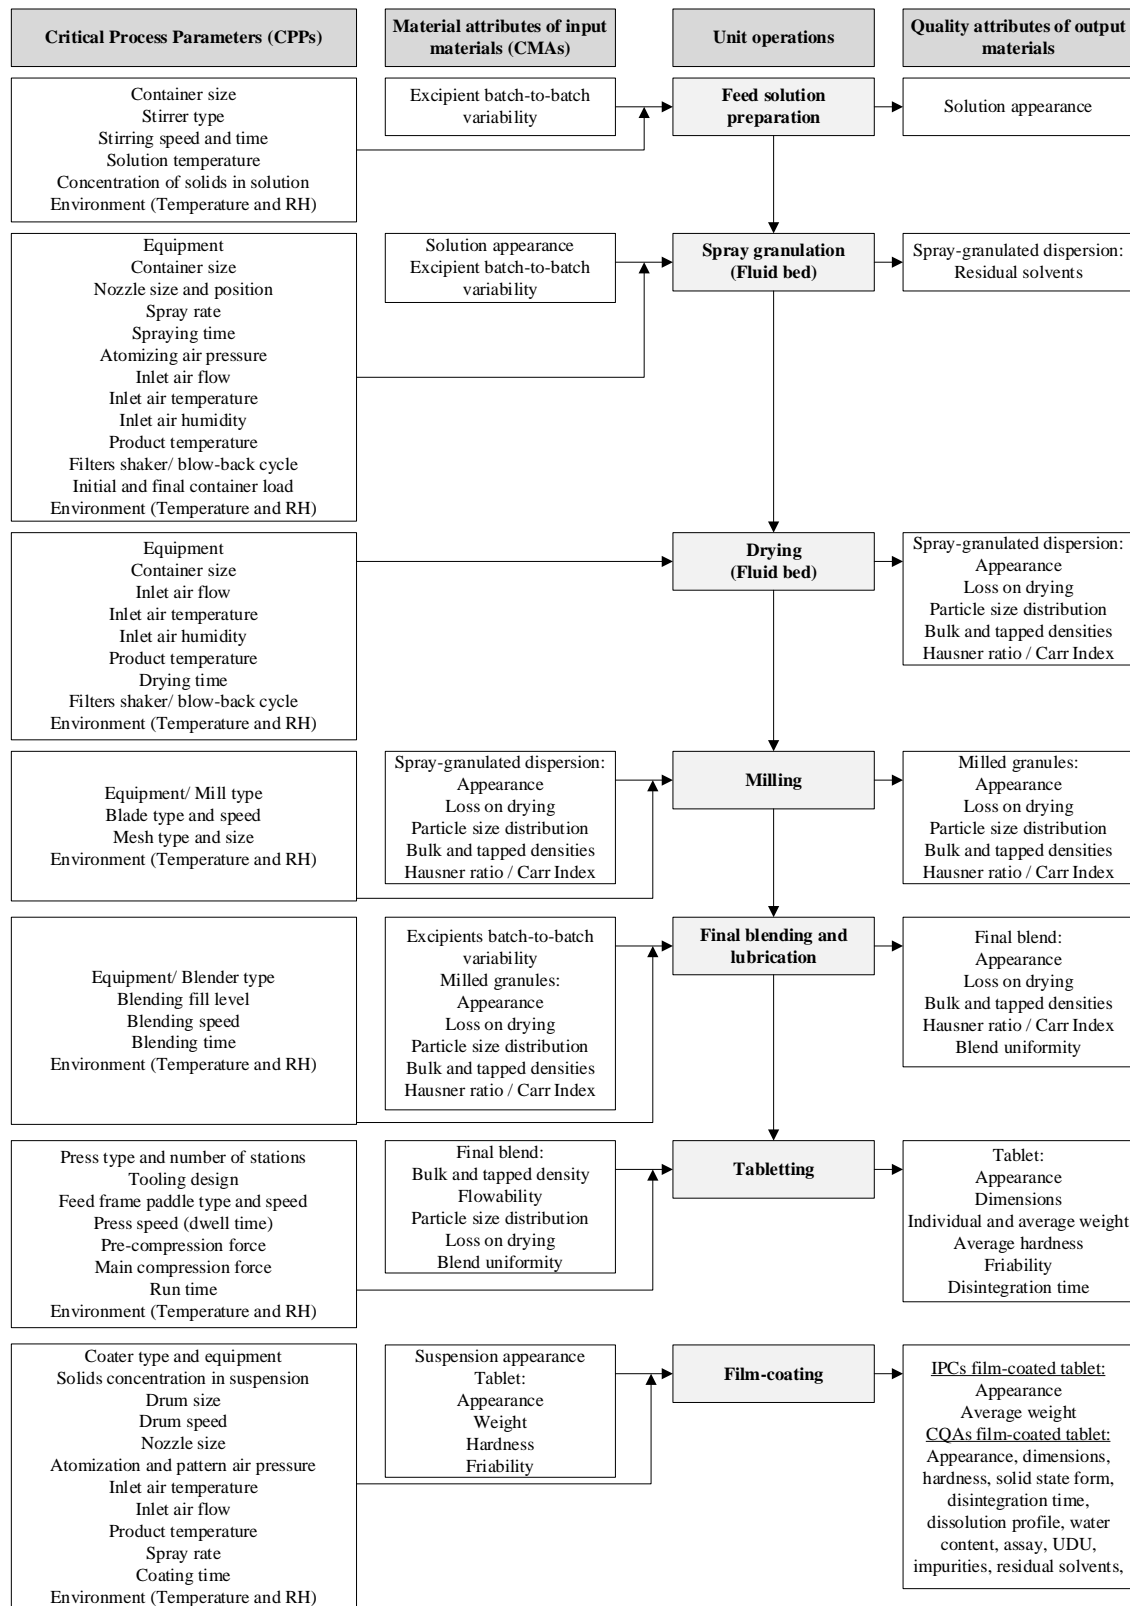 Critical Process Parameters (CPPs)
Material attributes of input
materials (CMAs)
Unit operations
Quality attributes of output
materials
Container size
Stirrer type
Stirring speed and time
Solution temperature
Concentration of solids in solution
Environment (Temperature and RH)
Excipient batch-to-batch
variability
Feed solution
preparation
Solution appearance
Equipment
Container size
Nozzle size and position
Spray rate
Spraying time
Atomizing air pressure
Inlet air flow
Inlet air temperature
Inlet air humidity
Product temperature
Filters shaker/ blow-back cycle
Initial and final container load
Environment (Temperature and RH)
Solution appearance
Excipient batch-to-batch
variability
Spray granulation
(Fluid bed)
Spray-granulated dispersion:
Residual solvents
Equipment
Container size
Inlet air flow
Inlet air temperature
Inlet air humidity
Product temperature
Drying time
Filters shaker/ blow-back cycle
Environment (Temperature and RH)
Drying
(Fluid bed)
Spray-granulated dispersion:
Appearance
Loss on drying
Particle size distribution
Bulk and tapped densities
Hausner ratio / Carr Index
Equipment/ Mill type
Blade type and speed
Mesh type and size
Environment (Temperature and RH)
Spray-granulated dispersion:
Appearance
Loss on drying
Particle size distribution
Bulk and tapped densities
Hausner ratio / Carr Index
Milling
Milled granules:
Appearance
Loss on drying
Particle size distribution
Bulk and tapped densities
Hausner ratio / Carr Index
Equipment/ Blender type
Blending fill level
Blending speed
Blending time
Environment (Temperature and RH)
Excipients batch-to-batch
variability
Milled granules:
Appearance
Loss on drying
Particle size distribution
Bulk and tapped densities
Hausner ratio / Carr Index
Final blending and
lubrication
Final blend:
Appearance
Loss on drying
Bulk and tapped densities
Hausner ratio / Carr Index
Blend uniformity
Press type and number of stations
Tooling design
Feed frame paddle type and speed
Press speed (dwell time)
Pre-compression force
Main compression force
Run time
Environment (Temperature and RH)
Final blend:
Bulk and tapped density
Flowability
Particle size distribution
Loss on drying
Blend uniformity
Tabletting
Tablet:
Appearance
Dimensions
Individual and average weight
Average hardness
Friability
Disintegration time
Coater type and equipment
Solids concentration in suspension
Drum size
Drum speed
Nozzle size
Atomization and pattern air pressure
Inlet air temperature
Inlet air flow
Product temperature
Spray rate
Coating time
Environment (Temperature and RH)
Suspension appearance
Tablet:
Appearance
Weight
Hardness
Friability
Film-coating
IPCs film-coated tablet:
Appearance
Average weight
CQAs film-coated tablet:
Appearance, dimensions,
hardness, solid state form,
disintegration time,
dissolution profile, water
content, assay, UDU,
impurities, residual solvents,